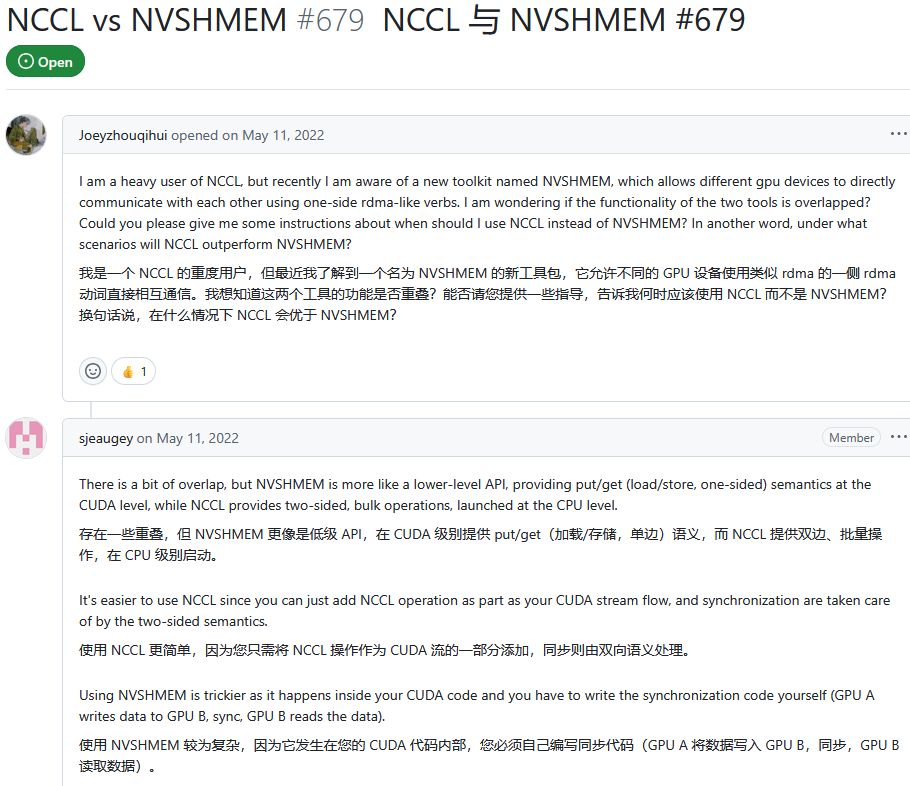 NCCL vs NVSHMEM #679 NCCL 与 NVSHMEM #679
Open
Joeyzhouqihui opened on May 11, 2022
I am a heavy user of NCCL, but recently I am aware of a new toolkit named NVSHMEM, which allows different gpu devices to directly
communicate with each other using one-side rdma-like verbs. I am wondering if the functionality of the two tools is overlapped?
Could you please give me some instructions about when should I use NCCL instead of NVSHMEM? In another word, under what
scenarios will NCCL outperform NVSHMEM?
我是一个 NCCL 的重度用户，但最近我了解到一个名为 NVSHMEM 的新工具包，它允许不同的 GPU 设备使用类似 rdma 的一侧 rdma
动词直接相互通信。我想知道这两个工具的功能是否重叠？能否请您提供一些指导，告诉我何时应该使用 NCCL 而不是 NVSHMEM？
换句话说，在什么情况下 NCCL 会优于 NVSHMEM？
👍 1
sjeaugey on May 11, 2022
Member
There is a bit of overlap, but NVSHMEM is more like a lower-level API, providing put/get (load/store, one-sided) semantics at the
CUDA level, while NCCL provides two-sided, bulk operations, launched at the CPU level.
存在一些重叠，但 NVSHMEM 更像是低级 API，在 CUDA 级别提供 put/get（加载/存储，单边）语义，而 NCCL 提供双边、批量操
作，在 CPU 级别启动。
It's easier to use NCCL since you can just add NCCL operation as part as your CUDA stream flow, and synchronization are taken care
of by the two-sided semantics.
使用 NCCL 更简单，因为您只需将 NCCL 操作作为 CUDA 流的一部分添加，同步则由双向语义处理。
Using NVSHMEM is trickier as it happens inside your CUDA code and you have to write the synchronization code yourself (GPU A
writes data to GPU B, sync, GPU B reads the data).
使用 NVSHMEM 较为复杂，因为它发生在您的 CUDA 代码内部，您必须自己编写同步代码（GPU A 将数据写入 GPU B，同步，GPU B
读取数据）。